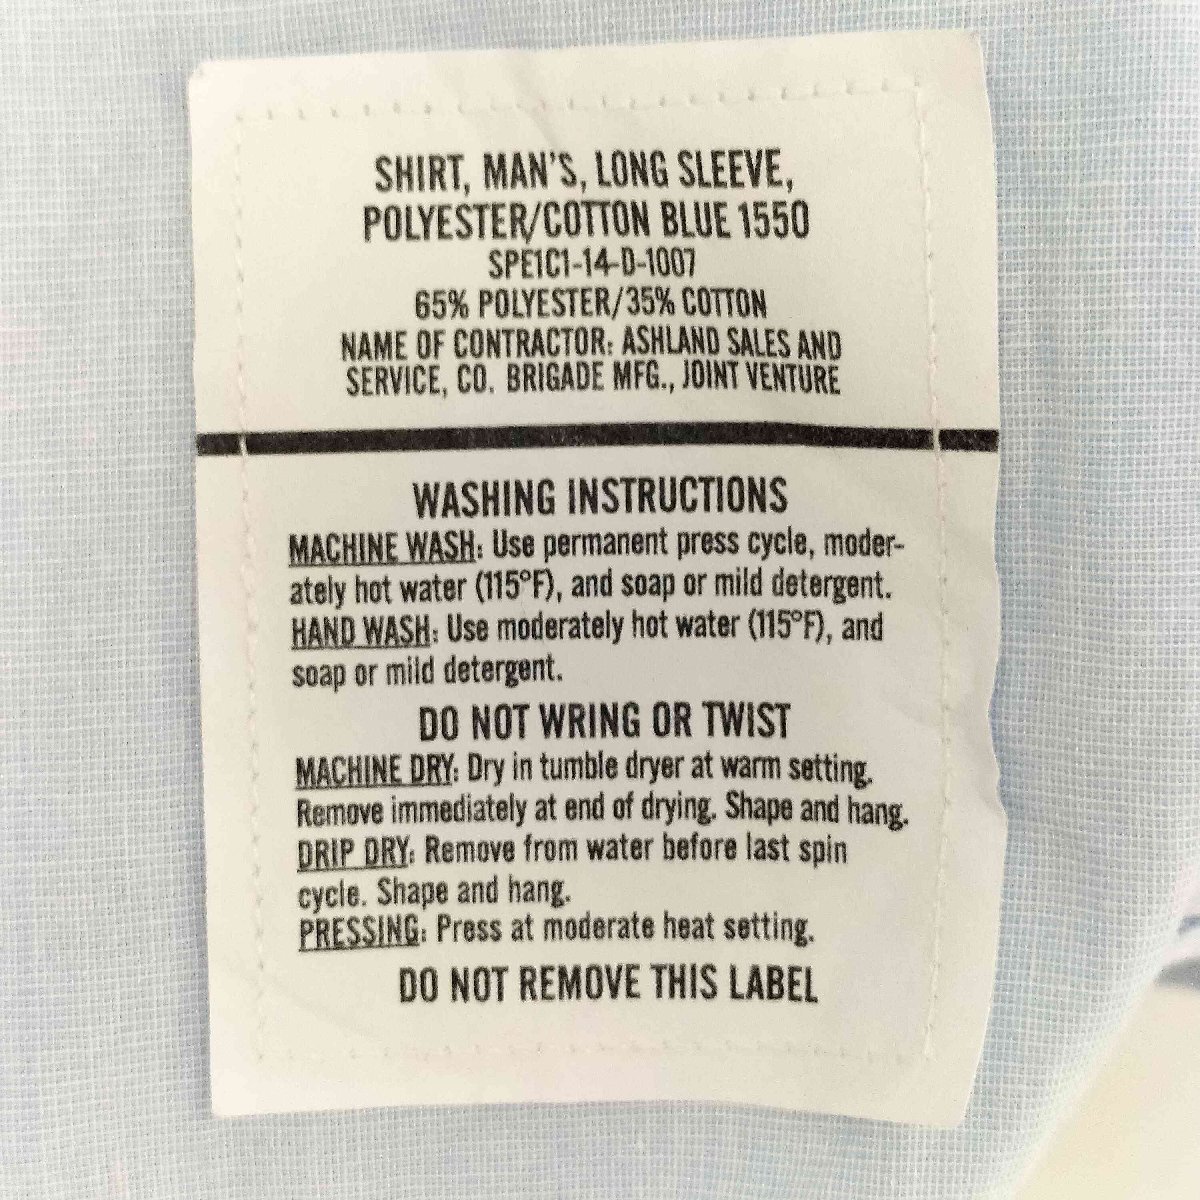 SHIRT, MAN'S, LONG SLEEVE,
POLYESTER/COTTON BLUE 1550
SPE1C1-14-D-1007
65% POLYESTER/35% COTTON
NAME OF CONTRACTOR: ASHLAND SALES AND
SERVICE, CO. BRIGADE MFG., JOINT VENTURE
WASHING INSTRUCTIONS
MACHINE WASH: Use permanent press cycle, moder-
ately hot water (115°F), and soap or mild detergent.
HAND WASH: Use moderately hot water (115°F), and
soap or mild detergent.
DO NOT WRING OR TWIST
MACHINE DRY: Dry in tumble dryer at warm setting.
Remove immediately at end of drying. Shape and hang.
DRIP DRY: Remove from water before last spin
cycle. Shape and hang.
PRESSING: Press at moderate heat setting.
DO NOT REMOVE THIS LABEL